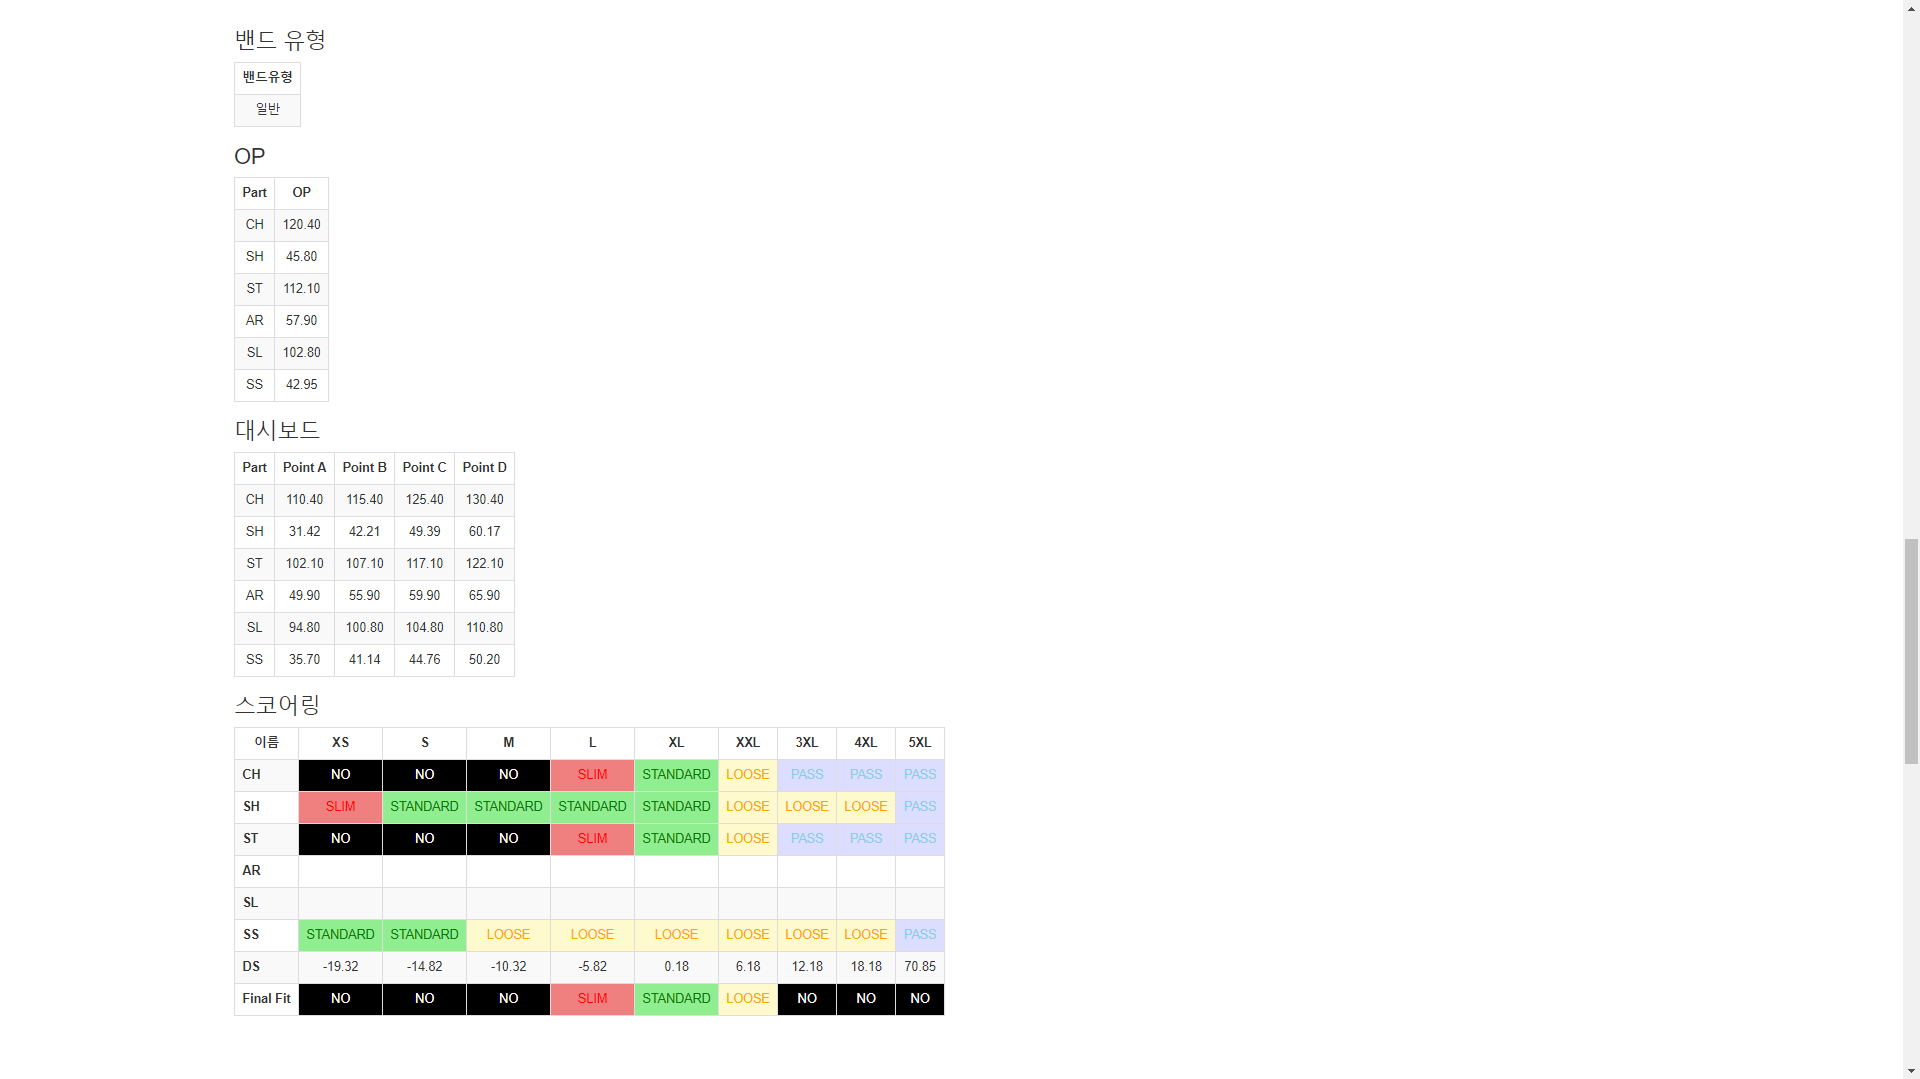 밴드 유형
밴드유형
일반
OP
Part OP
CH 120.40
SH 45.80
ST 112.10
AR 57.90
SL 102.80
SS 42.95
대시보드
Part Point A Point B Point C Point D
CH 110.40 115.40 125.40 130.40
SH 31.42 42.21 49.39 60.17
ST 102.10 107.10 117.10 122.10
AR 49.90 55.90 59.90 65.90
SL 94.80 100.80 104.80 110.80
SS 35.70 41.14 44.76 50.20
스코어링
이름 XS S M L XL XXL 3XL 4XL 5XL
CH NO NO NO SLIM STANDARD LOOSE PASS PASS PASS
SH SLIM STANDARD STANDARD STANDARD STANDARD LOOSE LOOSE LOOSE PASS
ST NO NO NO SLIM STANDARD LOOSE PASS PASS PASS
AR
SL
SS STANDARD STANDARD LOOSE LOOSE LOOSE LOOSE LOOSE LOOSE PASS
DS -19.32 -14.82 -10.32 -5.82 0.18 6.18 12.18 18.18 70.85
Final Fit NO NO NO SLIM STANDARD LOOSE NO NO NO